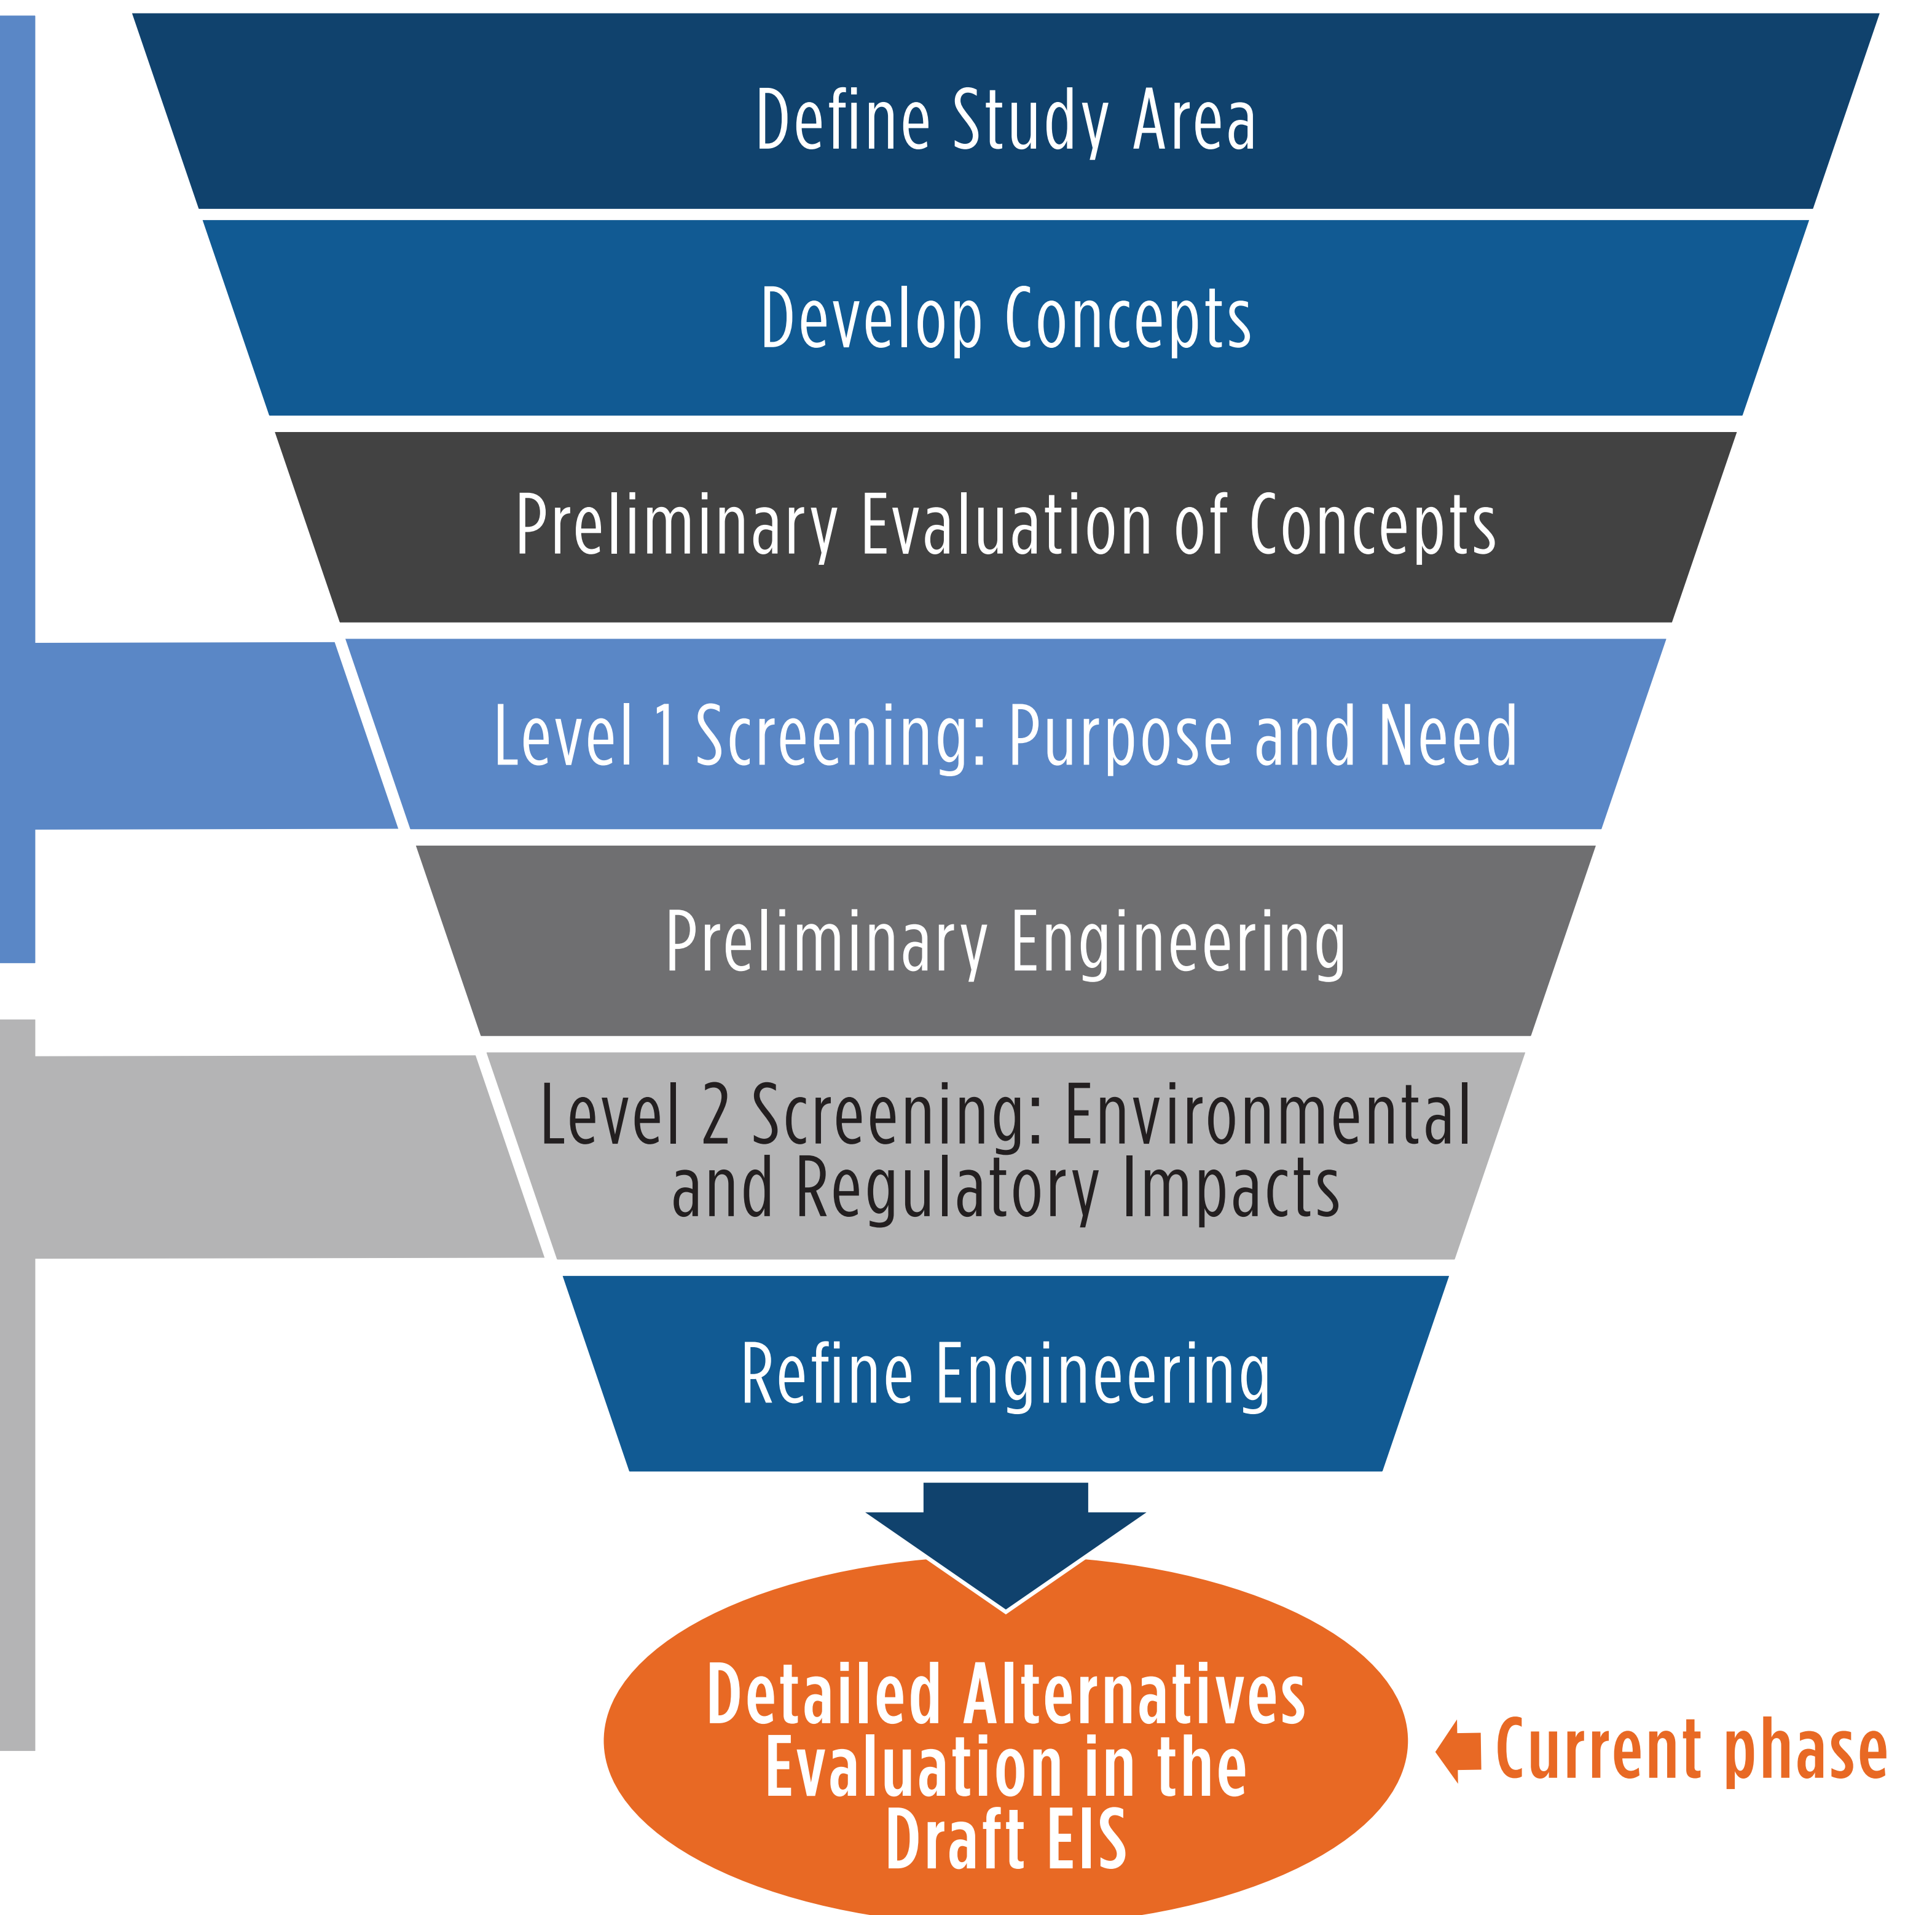 Define Study Area
Develop Concepts
Preliminary Evaluation of Concepts
Level 1 Screening: Purpose and Need
Preliminary Engineering
Level 2 Screening: Environmental
and Regulatory Impacts
Refine Engineering
Detailed Alternatives
Evaluation in the
Draft EIS
Current phase